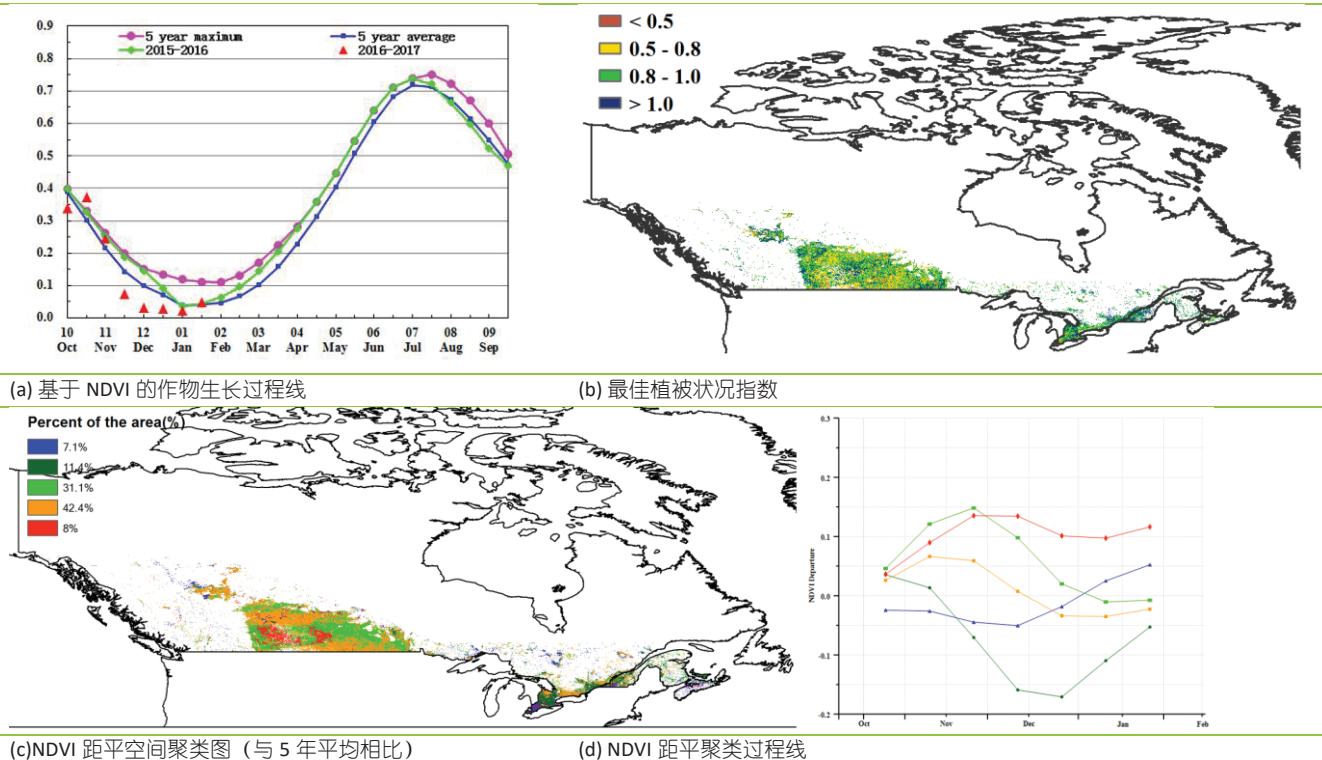 0.9
0.8
0.7
0.6
0.5
0.4
0.3
0.2
0.1
0.0
5 year maximum
5 year average
2015-2016
2016-2017
10 11 12 01 02 03 04 05 06 07 08 09
Oct Nov Dec Jan Feb Mar Apr May Jun Jul Aug Sep
< 0.5
0.5 - 0.8
0.8 - 1.0
> 1.0
(a) 基于 NDVI 的作物生长过程线
(b) 最佳植被状况指数
Percent of the area(%)
7.1%
11.4%
31.1%
42.4%
8%
0.3
0.2
0.1
0.0
-0.1
-0.2
NDVI Departure
Oct Nov Dec Jan Feb
(c)NDVI 距平空间聚类图（与 5 年平均相比）
(d) NDVI 距平聚类过程线